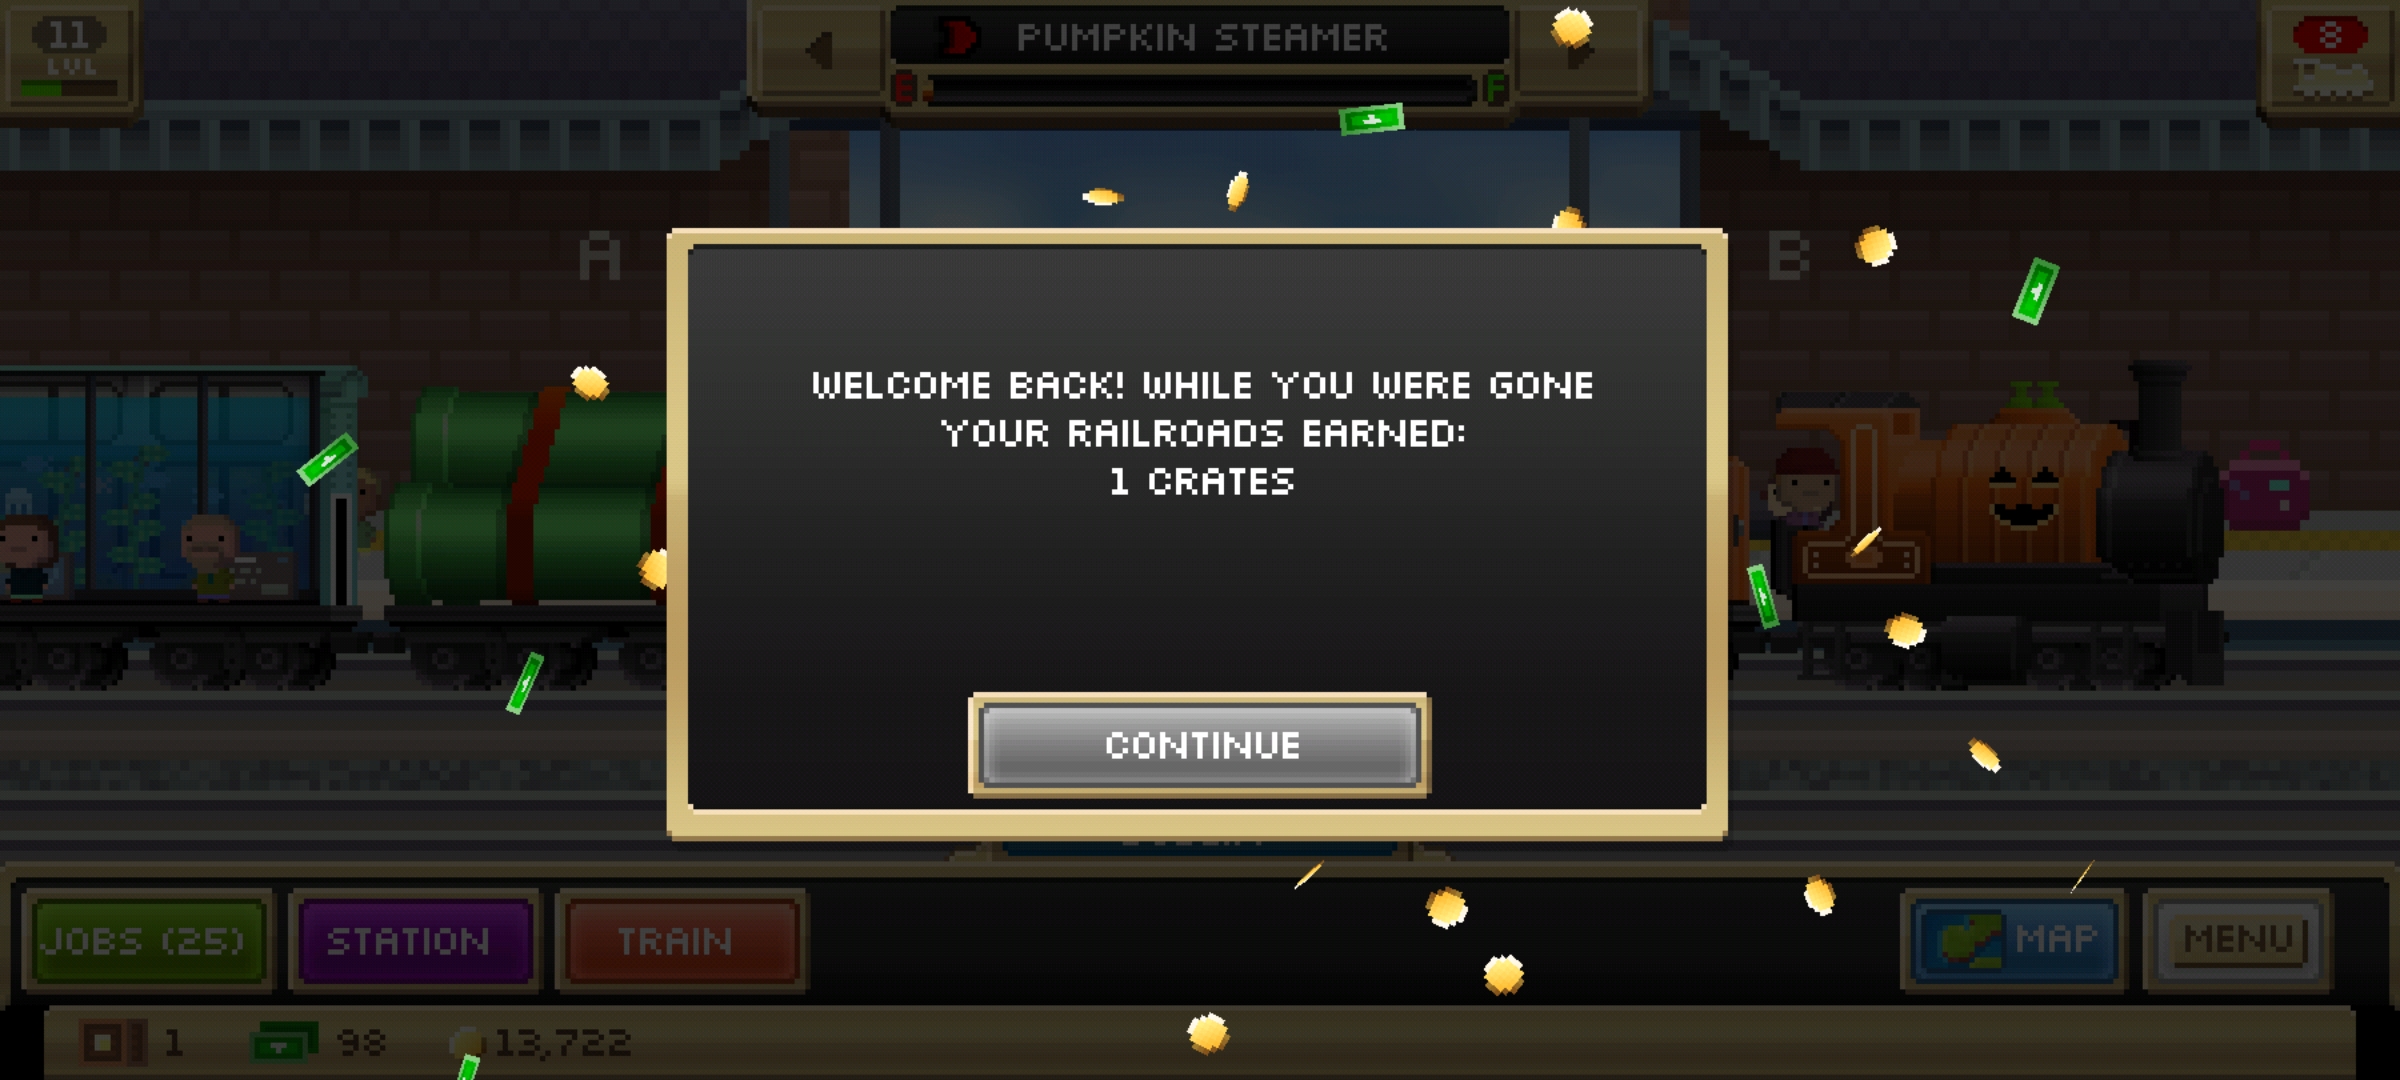 11
LVL
PUMPKIN STEAMER
E
F
8
A
B
WELCOME BACK! WHILE YOU WERE GONE
YOUR RAILROADS EARNED:
1 CRATES
CONTINUE
JOBS (25)
STATION
TRAIN
MAP
MENU
1
98
13,722